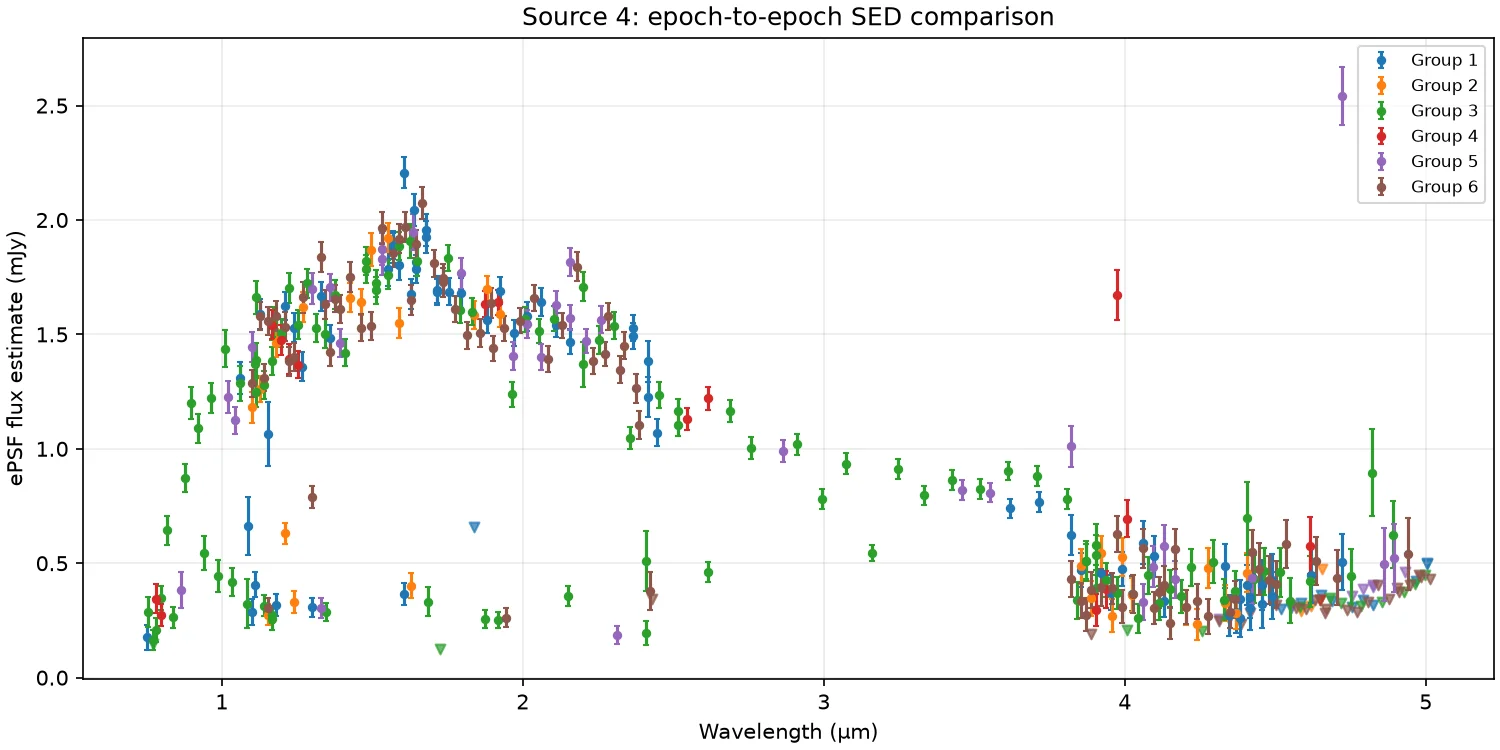 Source 4: epoch-to-epoch SED comparison
ePSF flux estimate (mJy)
2.5
2.0
1.5
1.0
0.5
0.0
Group 1
Group 2
Group 3
Group 4
Group 5
Group 6
1 2 3 4 5
Wavelength (μm)